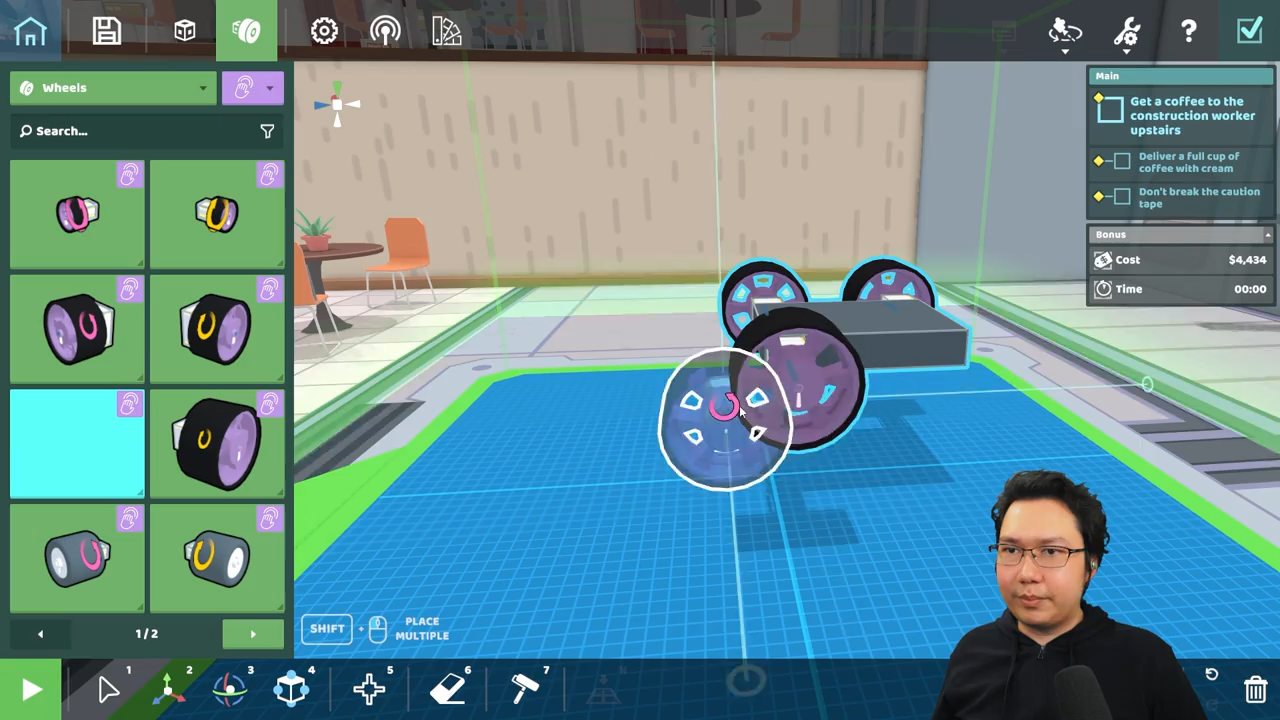 Wheels
Search...
1/2
Main
Get a coffee to the
construction worker
upstairs
Deliver a full cup of
coffee with cream
Don't break the caution
tape
Bonus
Cost $4,434
Time 00:00
SHIFT + PLACE
MULTIPLE
1
2
3
4
5
6
7